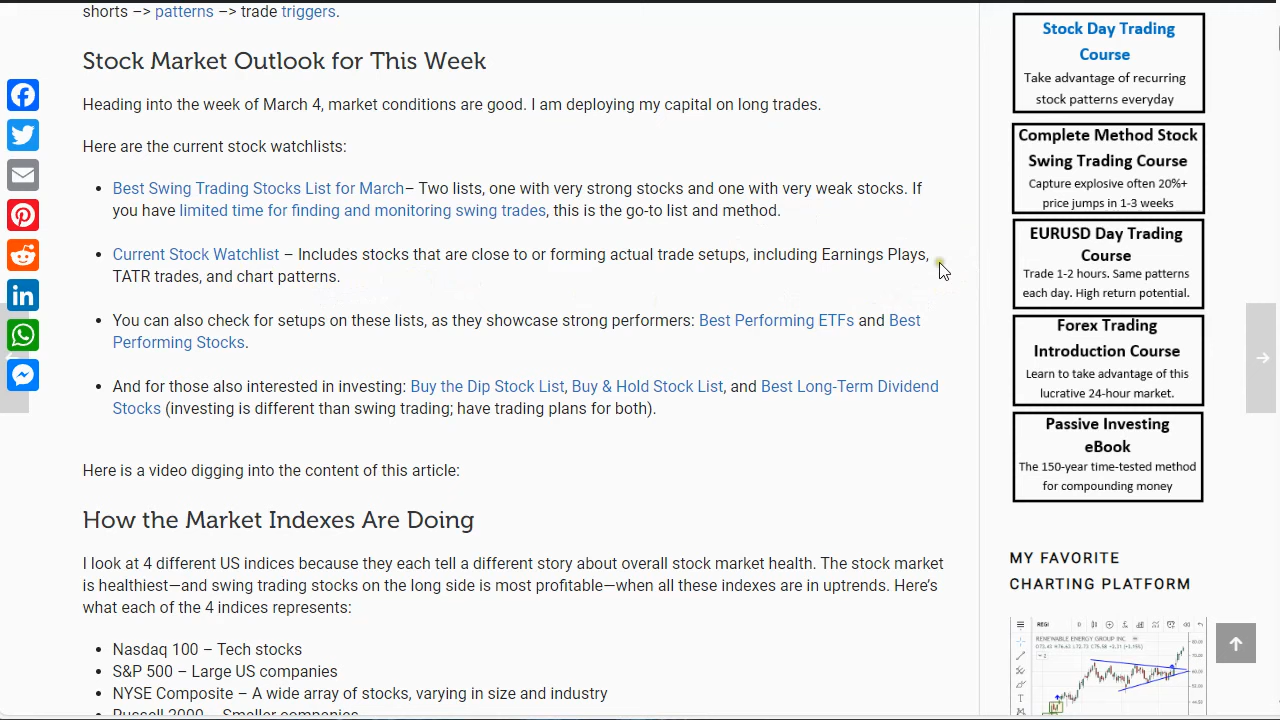 shorts –> patterns –> trade triggers.
Stock Market Outlook for This Week
Heading into the week of March 4, market conditions are good. I am deploying my capital on long trades.
Here are the current stock watchlists:
Best Swing Trading Stocks List for March– Two lists, one with very strong stocks and one with very weak stocks. If
you have limited time for finding and monitoring swing trades, this is the go-to list and method.
Current Stock Watchlist – Includes stocks that are close to or forming actual trade setups, including Earnings Plays,
TATR trades, and chart patterns.
You can also check for setups on these lists, as they showcase strong performers: Best Performing ETFs and Best
Performing Stocks.
And for those also interested in investing: Buy the Dip Stock List, Buy & Hold Stock List, and Best Long-Term Dividend
Stocks (investing is different than swing trading; have trading plans for both).
Here is a video digging into the content of this article:
How the Market Indexes Are Doing
I look at 4 different US indices because they each tell a different story about overall stock market health. The stock market
is healthiest—and swing trading stocks on the long side is most profitable—when all these indexes are in uptrends. Here's
what each of the 4 indices represents:
Nasdaq 100 – Tech stocks
S&P 500 – Large US companies
NYSE Composite – A wide array of stocks, varying in size and industry
Russell 2000 – Smaller companies
Stock Day Trading
Course
Take advantage of recurring
stock patterns everyday
Complete Method Stock
Swing Trading Course
Capture explosive often 20%+
price jumps in 1-3 weeks
EURUSD Day Trading
Course
Trade 1-2 hours. Same patterns
each day. High return potential.
Forex Trading
Introduction Course
Learn to take advantage of this
lucrative 24-hour market.
Passive Investing
eBook
The 150-year time-tested method
for compounding money
MY FAVORITE
CHARTING PLATFORM
REGI
RENEWABLE ENERGY GROUP INC